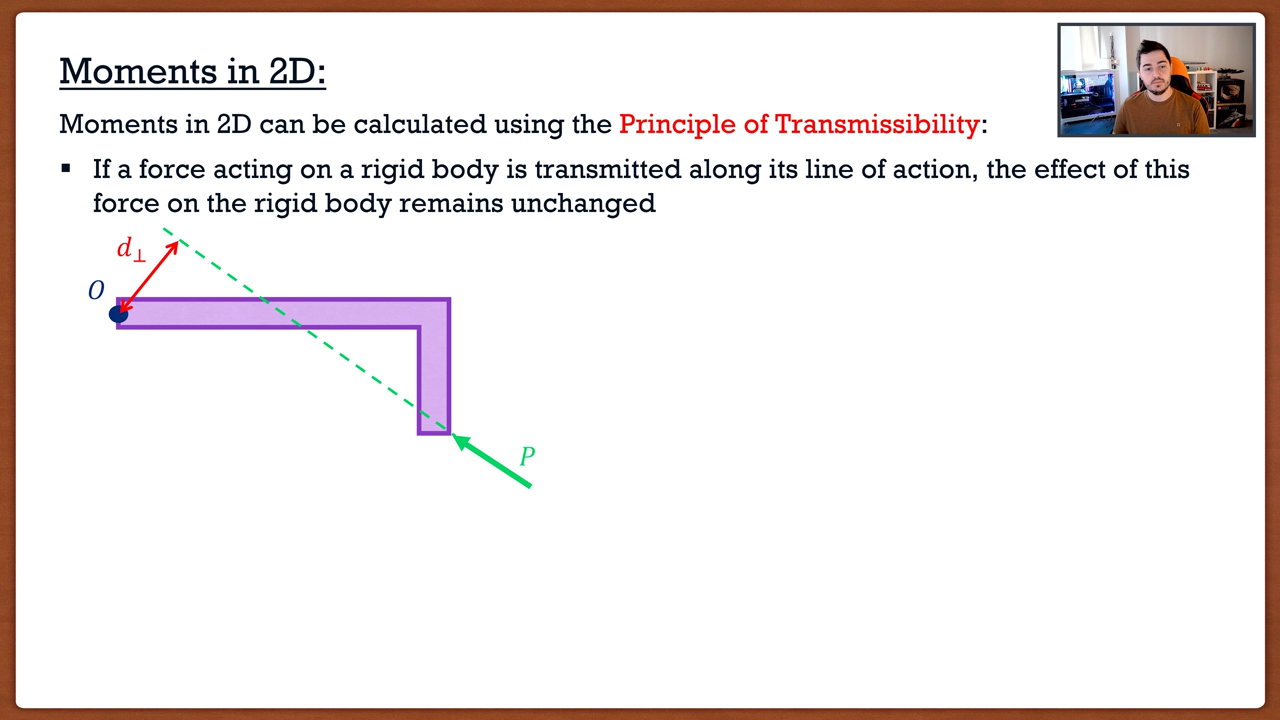 Moments in 2D:
Moments in 2D can be calculated using the Principle of Transmissibility:
▪ If a force acting on a rigid body is transmitted along its line of action, the effect of this
force on the rigid body remains unchanged
d⊥
O
P